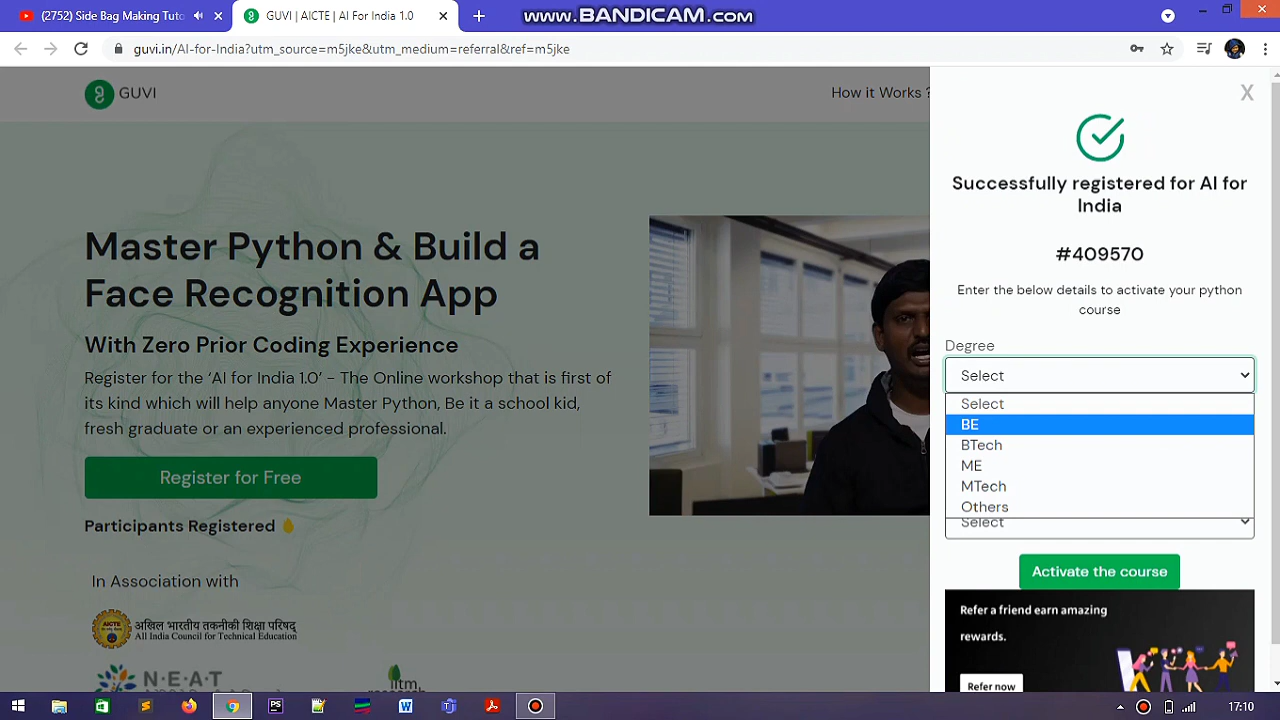 (2752) Side Bag Making Tuto
GUVI | AICTE | AI For India 1.0
www.BANDICAM.com
guvi.in/AI-for-India?utm_source=m5jke&utm_medium=referral&ref=m5jke
GUVI
How it Works ?
X
Successfully registered for AI for
India
#409570
Enter the below details to activate your python
course
Degree
Select
Select
BE
BTech
ME
MTech
Others
Select
Activate the course
Refer a friend earn amazing
rewards.
Refer now
Master Python & Build a
Face Recognition App
With Zero Prior Coding Experience
Register for the ‘AI for India 1.0’ - The Online workshop that is first of
its kind which will help anyone Master Python, Be it a school kid,
fresh graduate or an experienced professional.
Register for Free
Participants Registered
In Association with
अखिल भारतीय तकनीकी शिक्षा परिषद्
All India Council for Technical Education
N·E·A·T
17:10